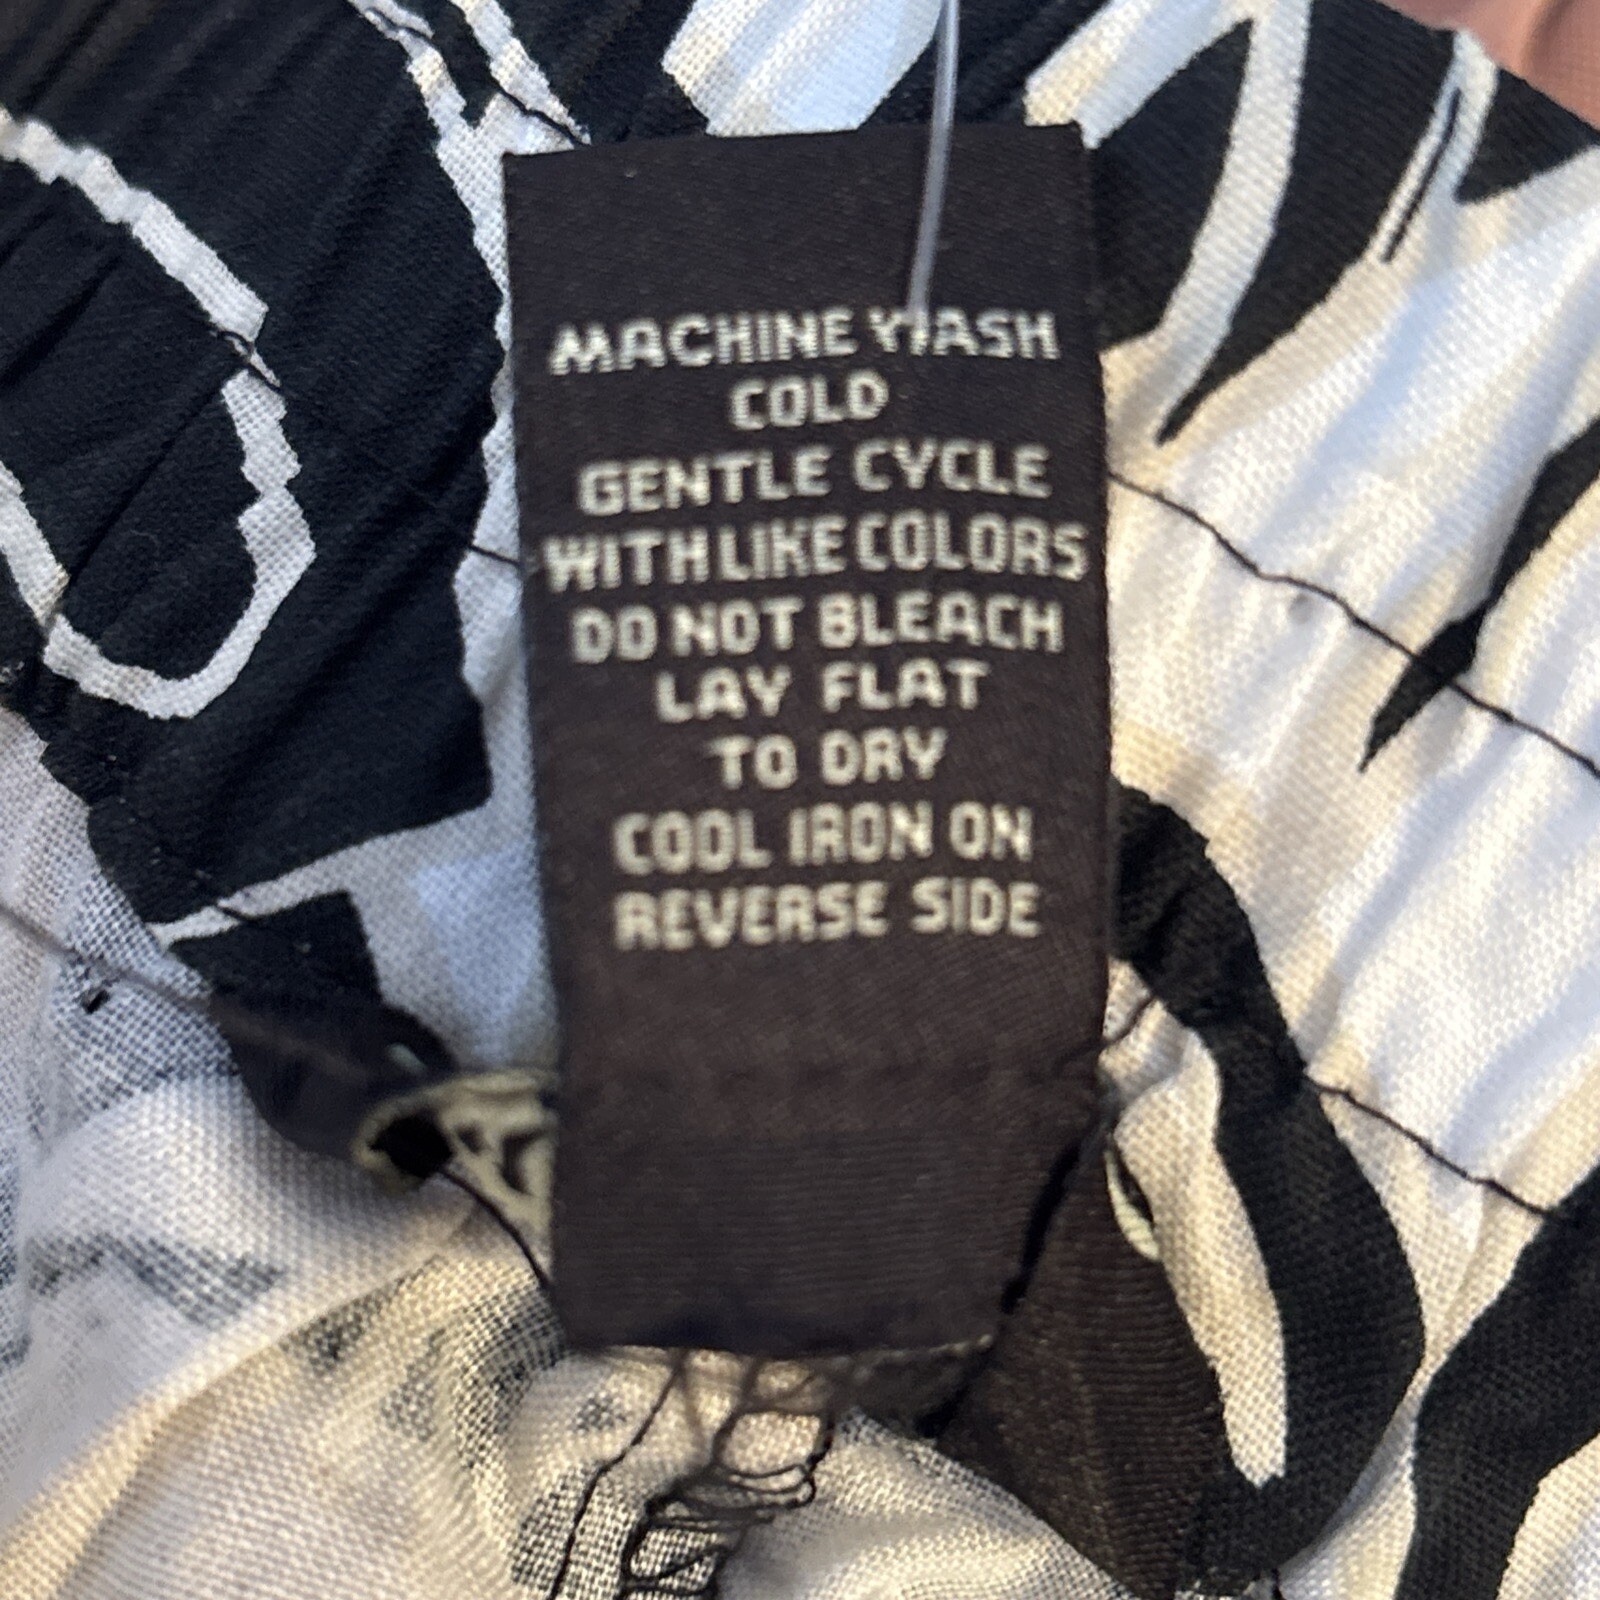 MACHINE WASH
COLD
GENTLE CYCLE
WITH LIKE COLORS
DO NOT BLEACH
LAY FLAT
TO DRY
COOL IRON ON
REVERSE SIDE